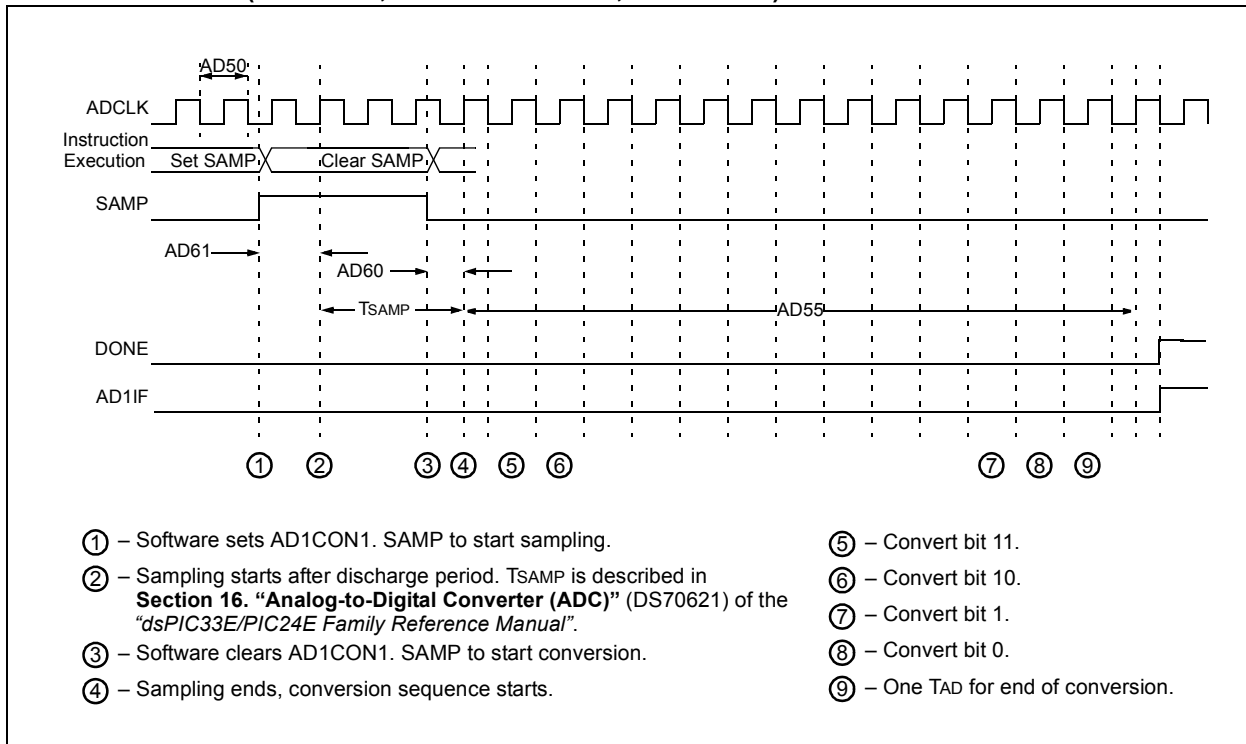 AD50
ADCLK
Instruction
Execution
Set SAMP
Clear SAMP
SAMP
AD61
AD60
TSAMP
AD55
DONE
AD1IF
1 2 3 4 5 6 7 8 9
1 – Software sets AD1CON1. SAMP to start sampling.
2 – Sampling starts after discharge period. TSAMP is described in
Section 16. “Analog-to-Digital Converter (ADC)” (DS70621) of the
“dsPIC33E/PIC24E Family Reference Manual”.
3 – Software clears AD1CON1. SAMP to start conversion.
4 – Sampling ends, conversion sequence starts.
5 – Convert bit 11.
6 – Convert bit 10.
7 – Convert bit 1.
8 – Convert bit 0.
9 – One TAD for end of conversion.